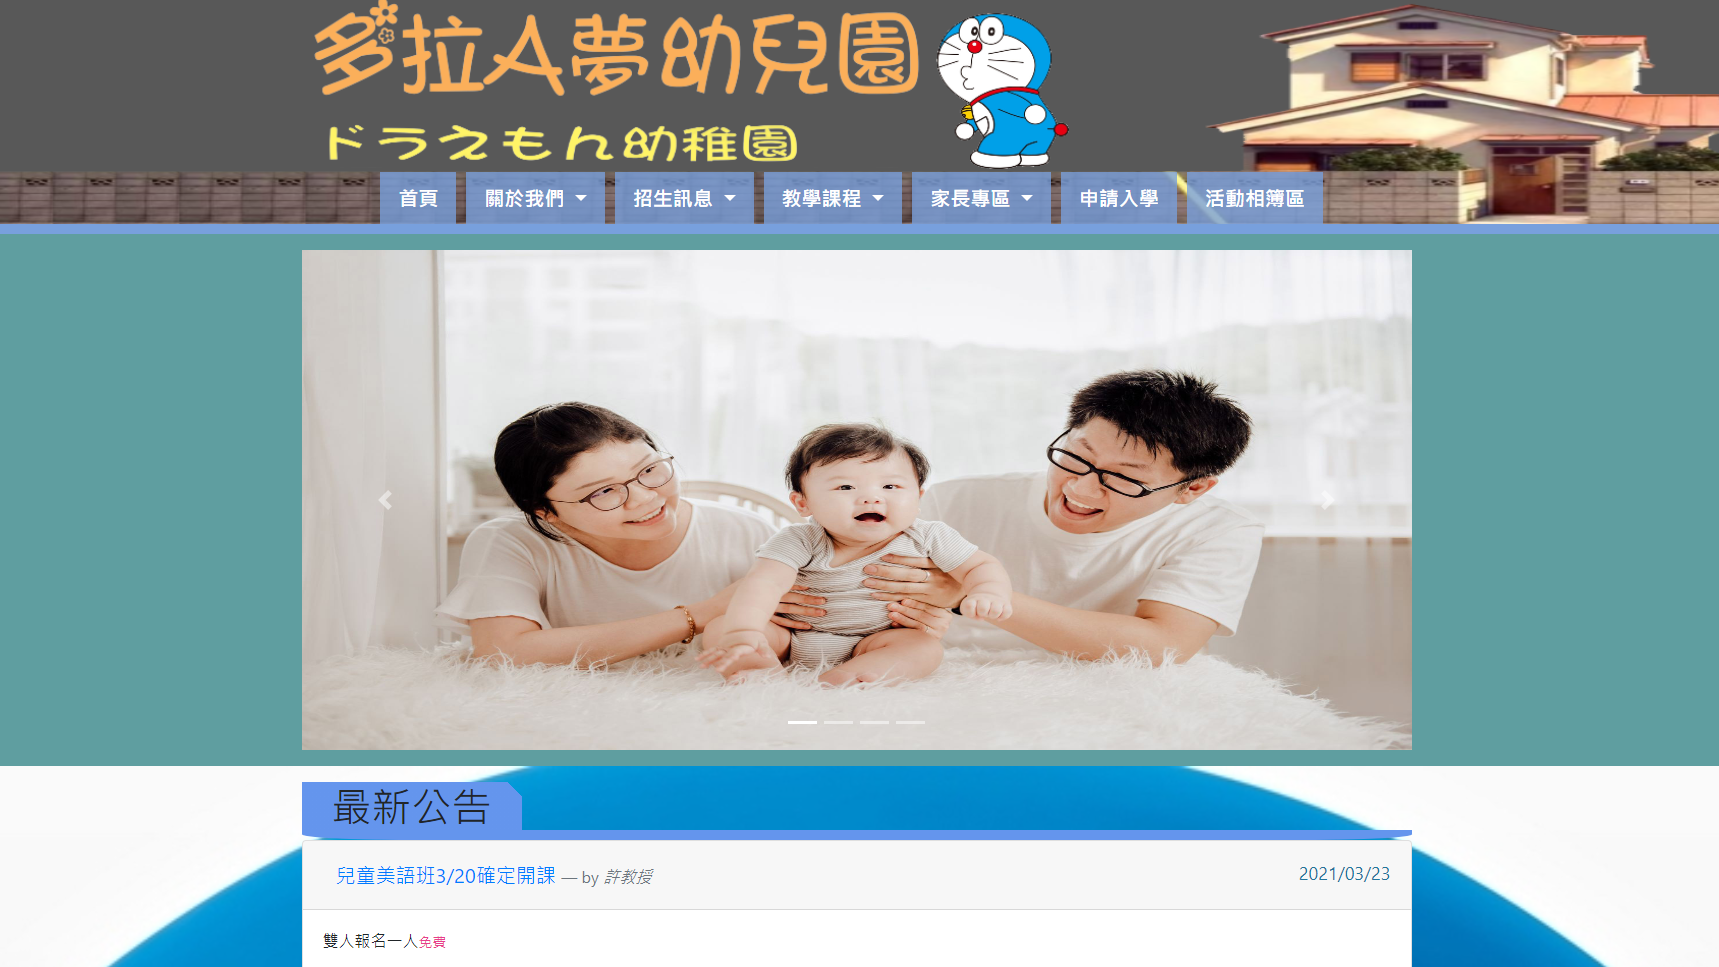 多拉A夢幼兒園
ドラえもん幼稚園
首頁 關於我們 招生訊息 教學課程 家長專區 申請入學 活動相簿區
最新公告
兒童美語班3/20確定開課 — by 許教授 2021/03/23
雙人報名一人免費